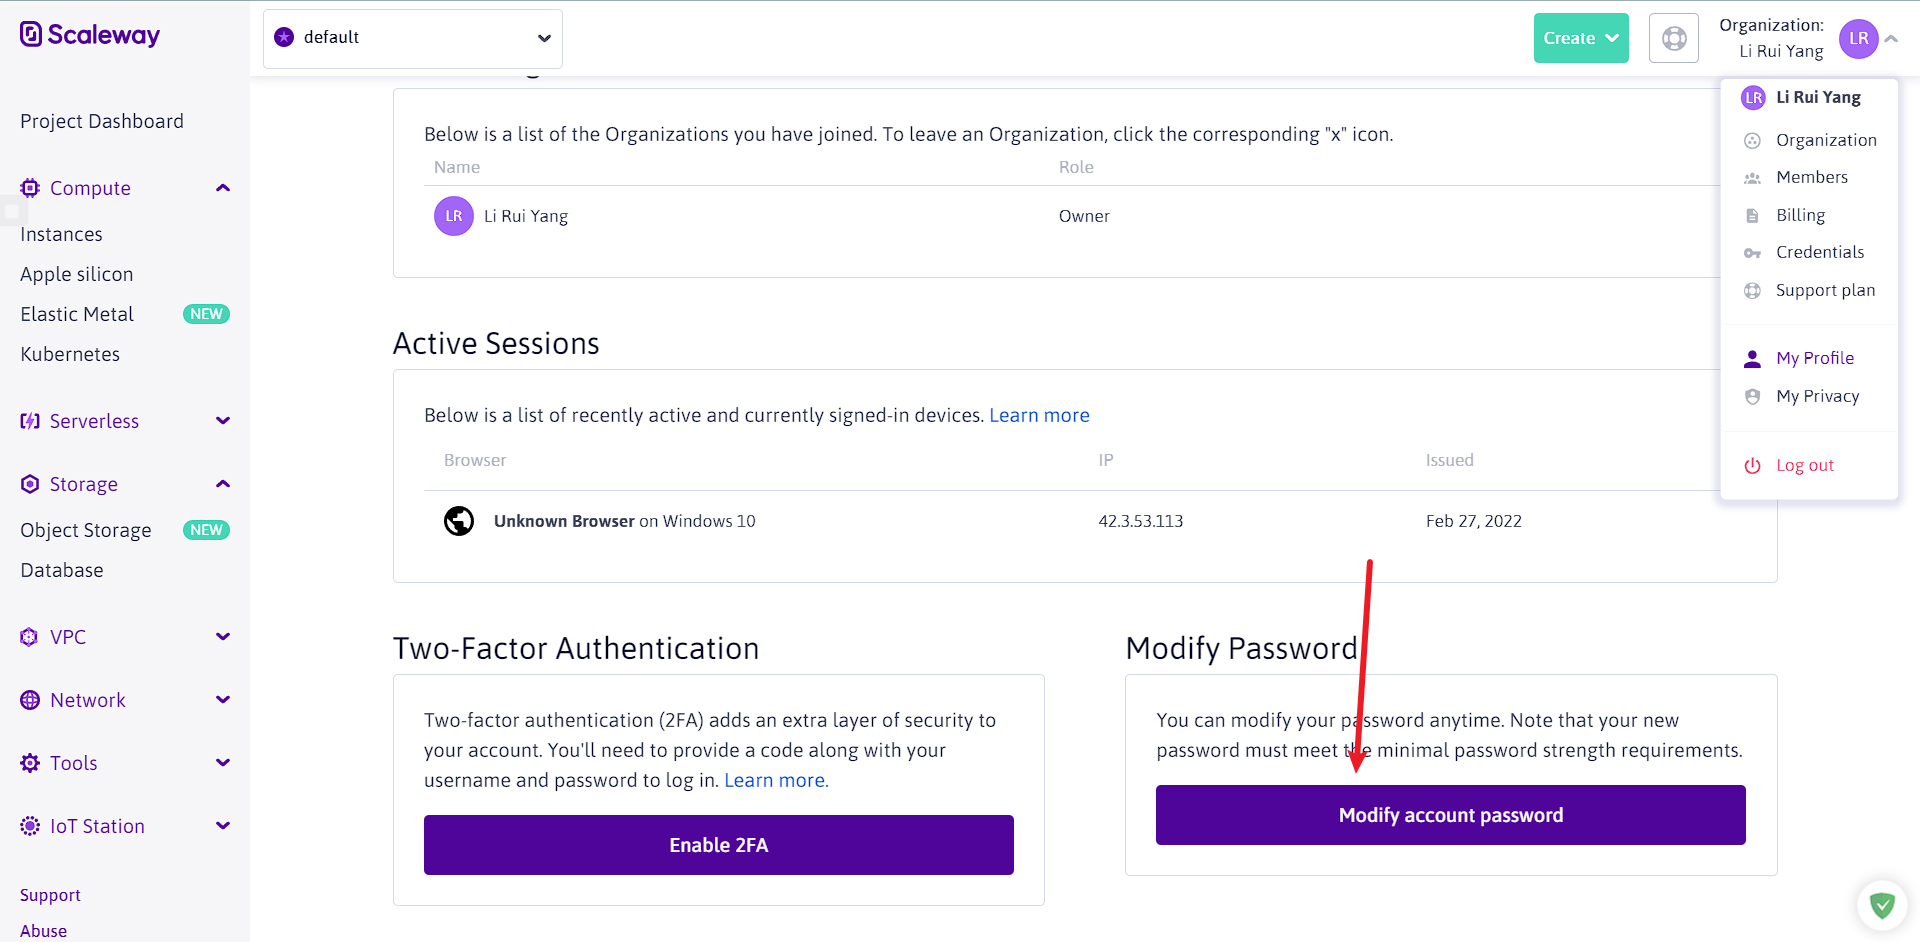 Scaleway
default
Create
Organization:
Li Rui Yang
LR
Project Dashboard
Compute
Instances
Apple silicon
Elastic Metal NEW
Kubernetes
Serverless
Storage
Object Storage NEW
Database
VPC
Network
Tools
IoT Station
Support
Abuse
Below is a list of the Organizations you have joined. To leave an Organization, click the corresponding "x" icon.
Name Role
LR Li Rui Yang Owner
Active Sessions
Below is a list of recently active and currently signed-in devices. Learn more
Browser IP Issued
Unknown Browser on Windows 10 42.3.53.113 Feb 27, 2022
Two-Factor Authentication
Two-factor authentication (2FA) adds an extra layer of security to
your account. You'll need to provide a code along with your
username and password to log in. Learn more.
Enable 2FA
Modify Password
You can modify your password anytime. Note that your new
password must meet the minimal password strength requirements.
Modify account password
LR Li Rui Yang
Organization
Members
Billing
Credentials
Support plan
My Profile
My Privacy
Log out